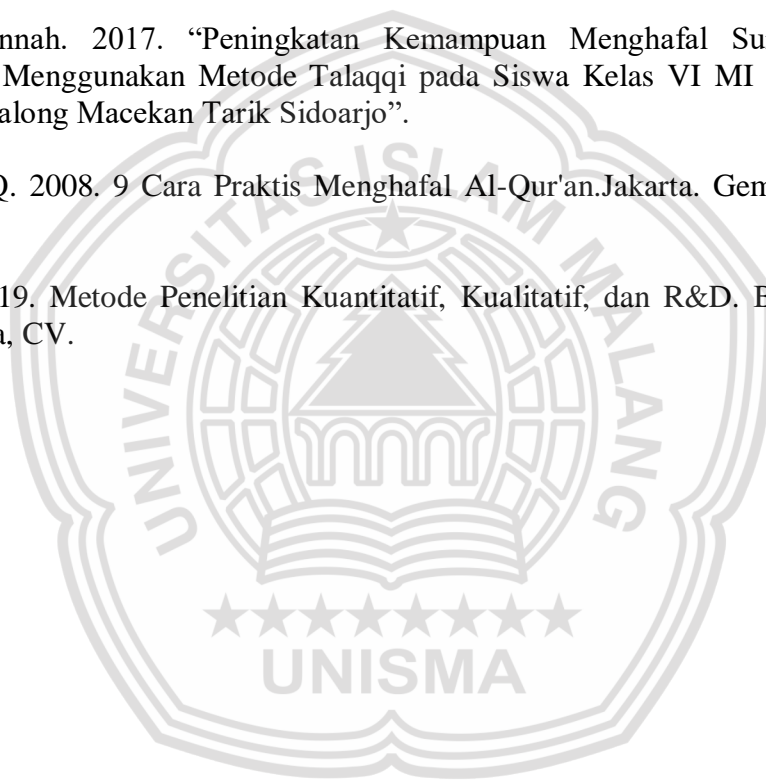 nnah. 2017. “Peningkatan Kemampuan Menghafal Su
Menggunakan Metode Talaqqi pada Siswa Kelas VI MI
along Macekan Tarik Sidoarjo”.
Q. 2008. 9 Cara Praktis Menghafal Al-Qur'an.Jakarta. Gem
19. Metode Penelitian Kuantitatif, Kualitatif, dan R&D. B
a, CV.
UNIVERSITAS ISLAM MALANG
UNISMA